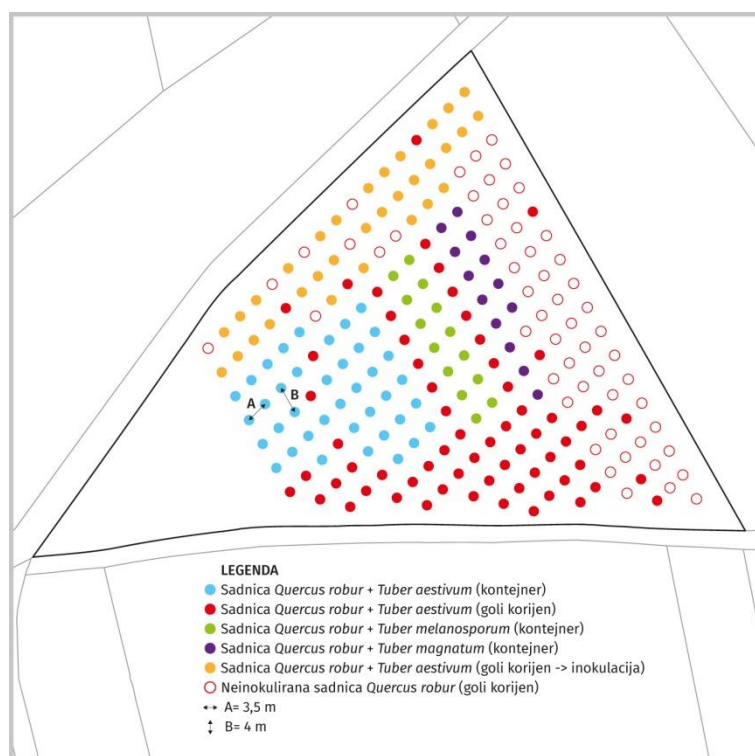 A
B
LEGENDA
Sadnica Quercus robur + Tuber aestivum (kontejner)
Sadnica Quercus robur + Tuber aestivum (goli korijen)
Sadnica Quercus robur + Tuber melanosporum (kontejner)
Sadnica Quercus robur + Tuber magnatum (kontejner)
Sadnica Quercus robur + Tuber aestivum (goli korijen -> inokulacija)
Neinokulirana sadnica Quercus robur (goli korijen)
A= 3,5 m
B= 4 m